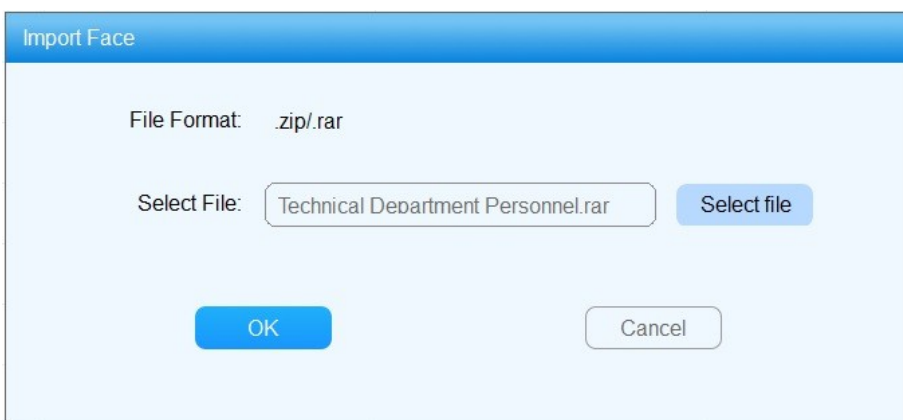 Import Face
File Format: .zip/.rar
Select File: Technical Department Personnel.rar Select file
OK Cancel